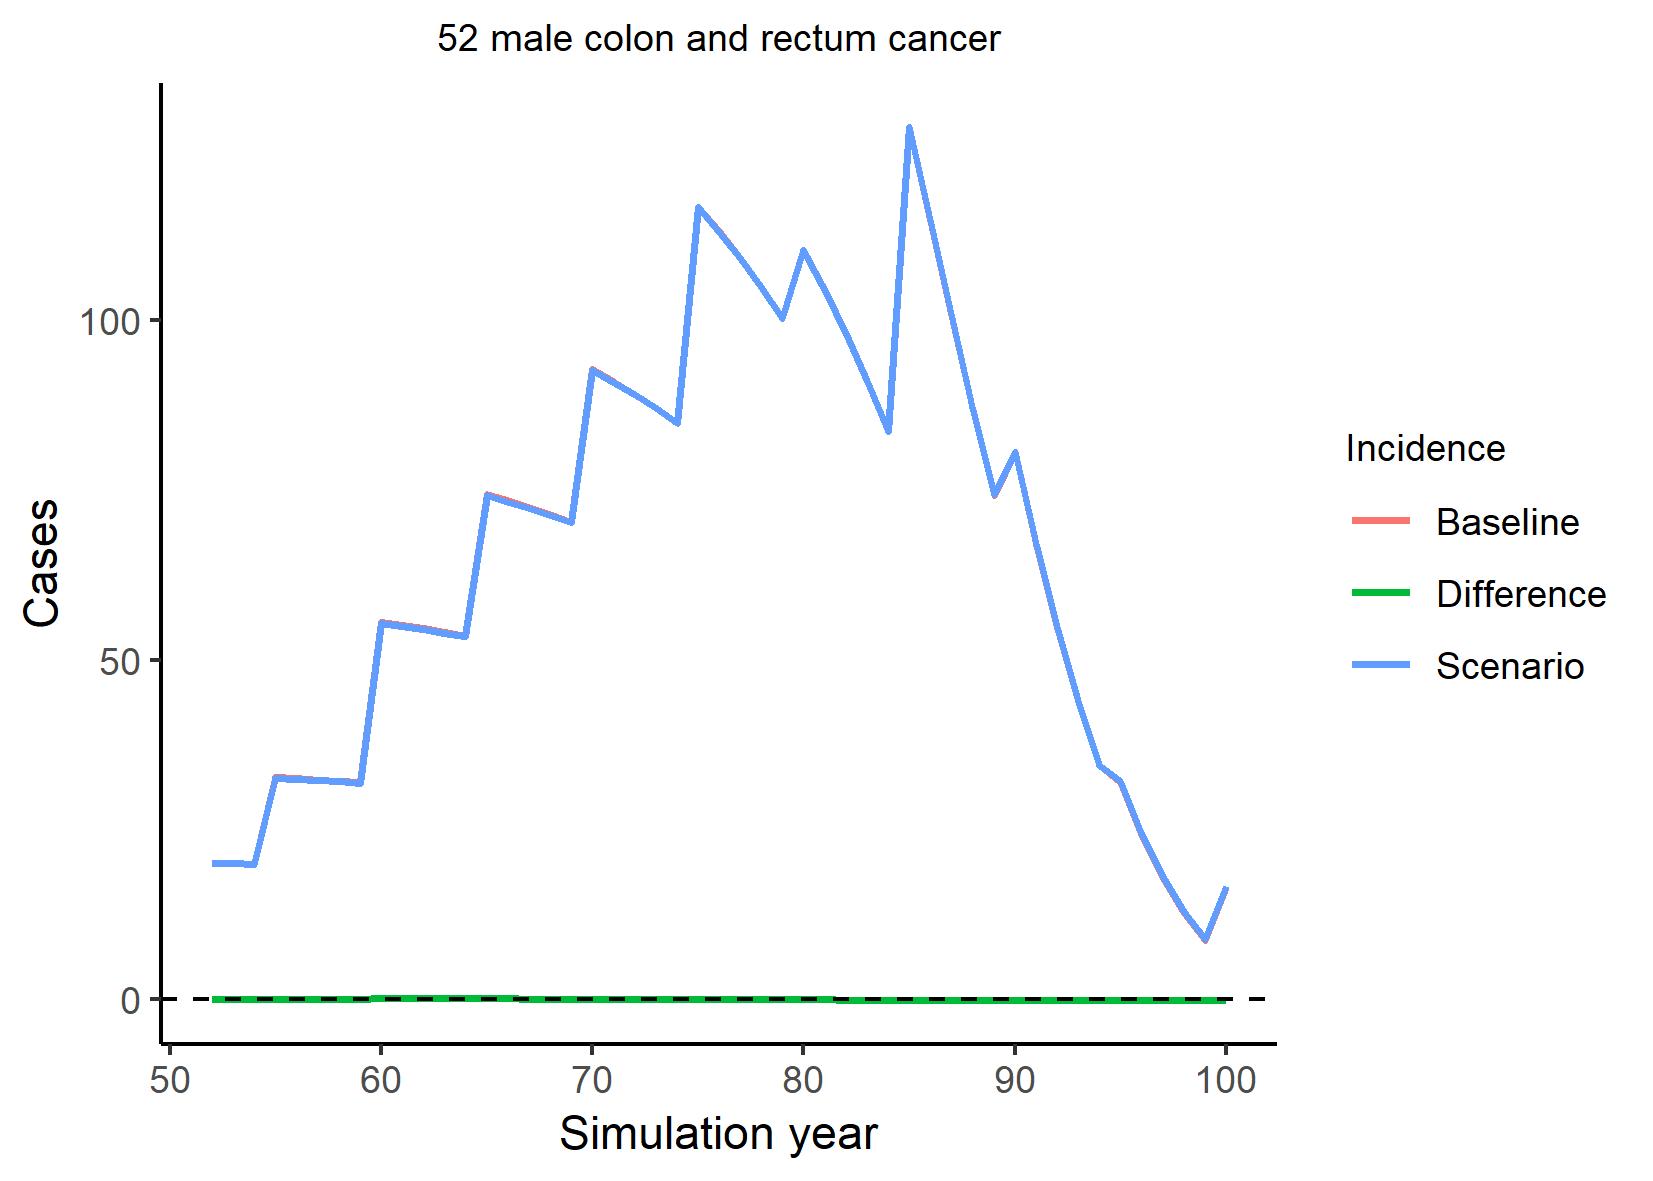 52 male colon and rectum cancer
Cases
100
50
0
50 60 70 80 90 100
Simulation year
Incidence
Baseline
Difference
Scenario